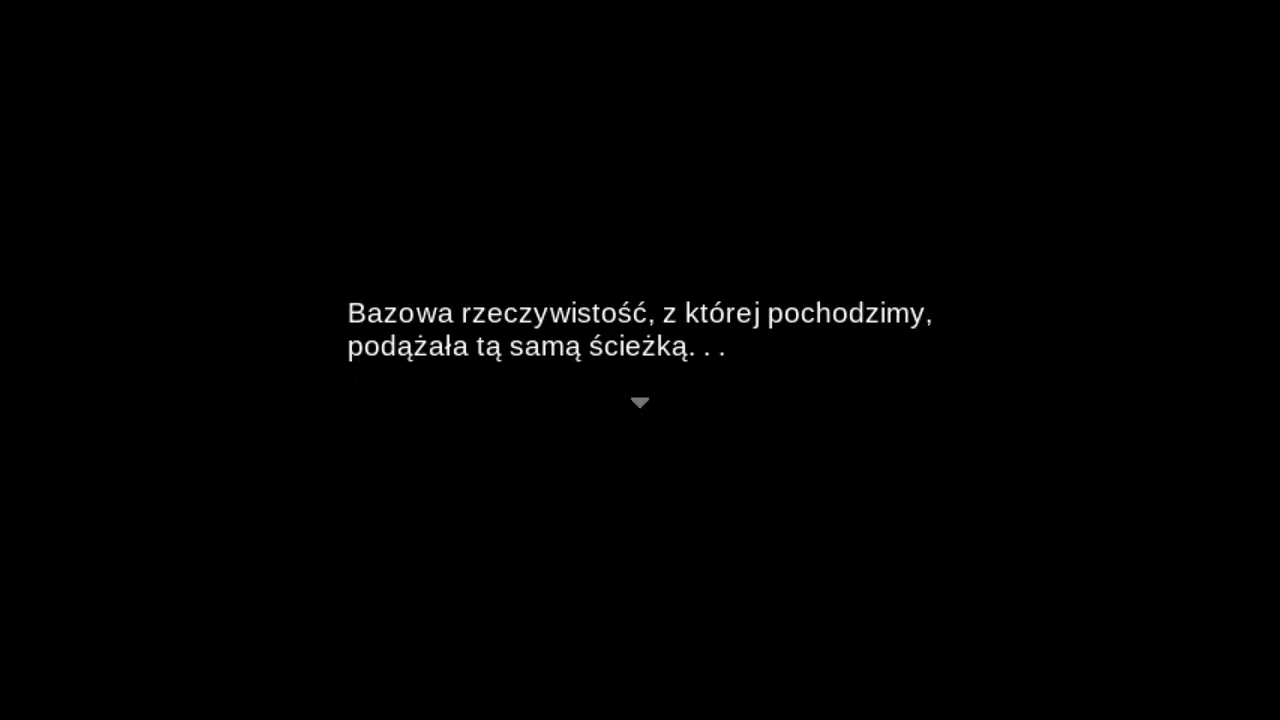 Bazowa rzeczywistość, z której pochodzimy,
podążała tą samą ścieżką. . .